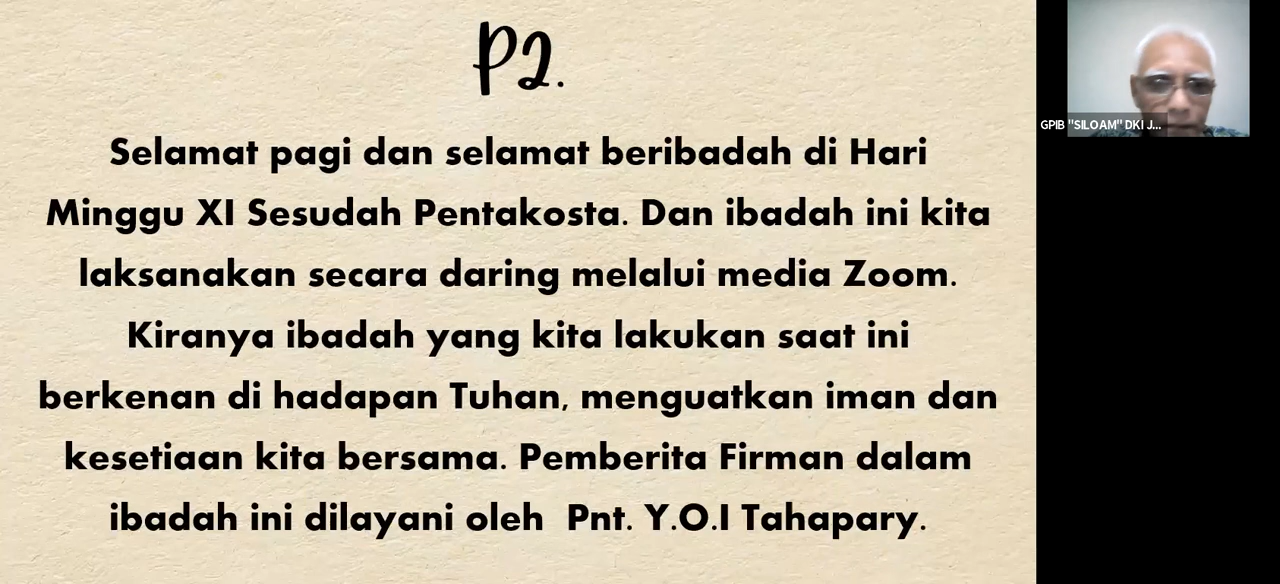 P2.
Selamat pagi dan selamat beribadah di Hari
Minggu XI Sesudah Pentakosta. Dan ibadah ini kita
laksanakan secara daring melalui media Zoom.
Kiranya ibadah yang kita lakukan saat ini
berkenan di hadapan Tuhan, menguatkan iman dan
kesetiaan kita bersama. Pemberita Firman dalam
ibadah ini dilayani oleh  Pnt. Y.O.I Tahapary.
GPIB "SILOAM" DKI J...